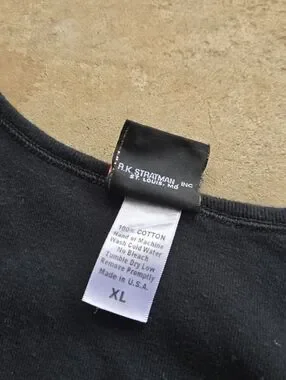 R.K. STRATMAN, INC
ST. LOUIS, MO
100% COTTON
Hand or Machine
Wash Cold Water
No Bleach
Tumble Dry Low
Remove Promptly
Made in U.S.A.
XL